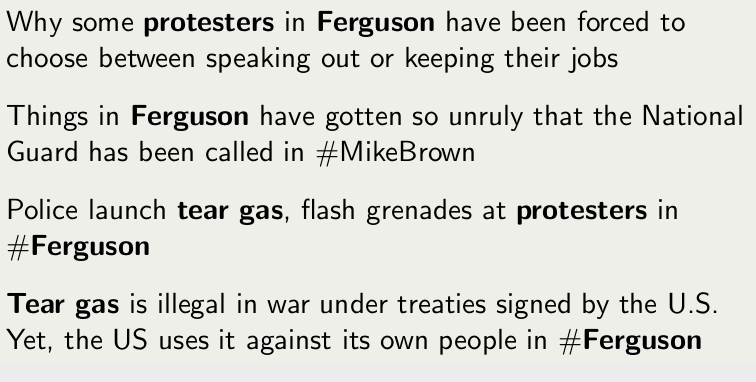 Why some protesters in Ferguson have been forced to
choose between speaking out or keeping their jobs
Things in Ferguson have gotten so unruly that the National
Guard has been called in #MikeBrown
Police launch tear gas, flash grenades at protesters in
#Ferguson
Tear gas is illegal in war under treaties signed by the U.S.
Yet, the US uses it against its own people in #Ferguson